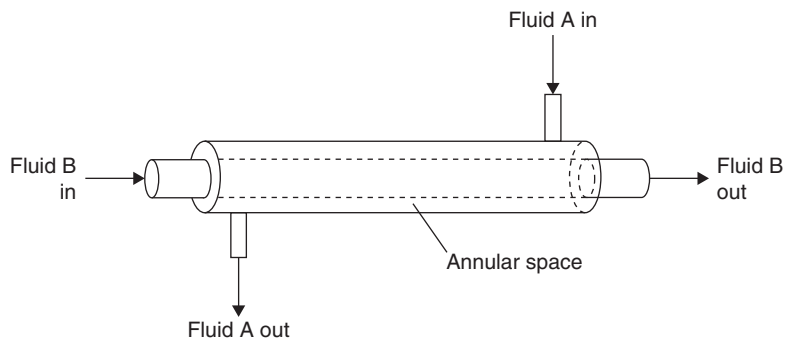 Fluid A in
Fluid B
in
Fluid B
out
Annular space
Fluid A out